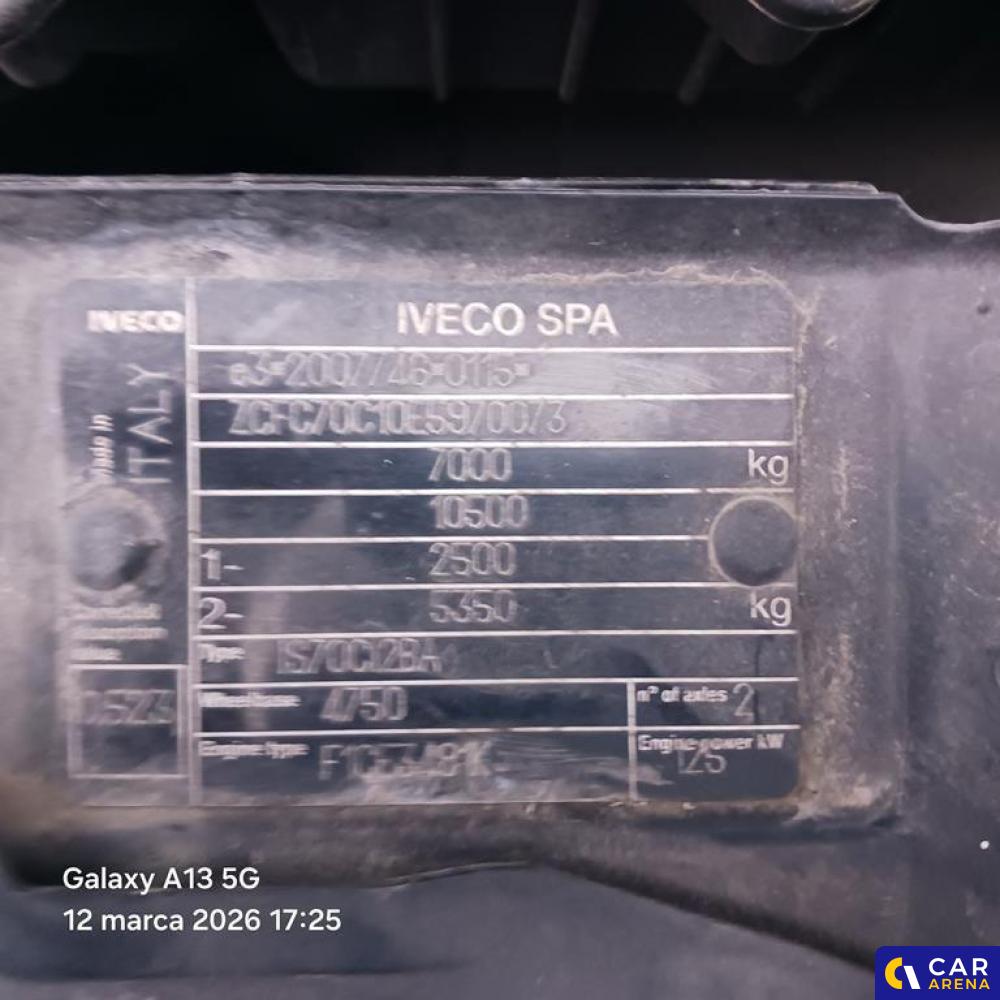 IVECO
IVECO SPA
e3*2007/46*0115*
Made in
ITALY
7000 kg
10500
1- 2500
2- 5350 kg
Type IS70CI2BA
Wheelbase 4750
n° of axles 2
Engine type F1CE3481K
Engine power kW
125
Galaxy A13 5G
12 marca 2026 17:25
CAR
ARENA